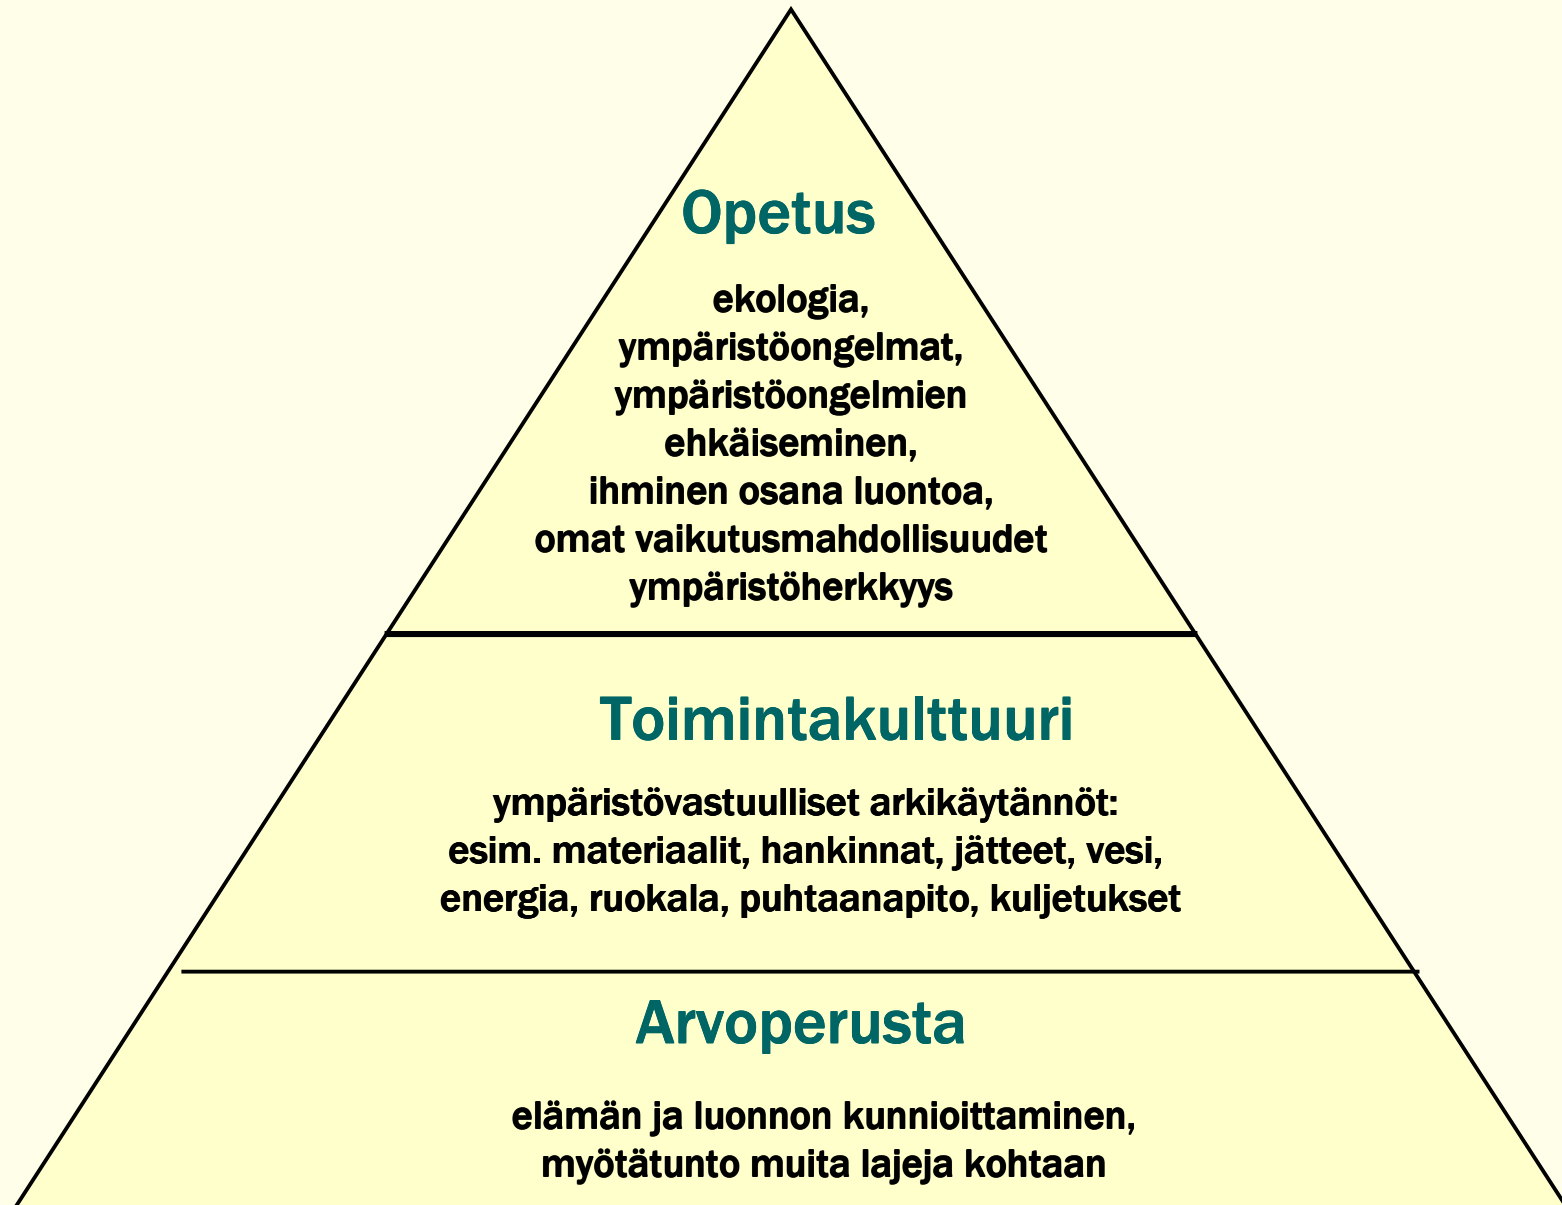 Opetus
ekologia,
ympäristöongelmat,
ympäristöongelmien
ehkäiseminen,
ihminen osana luontoa,
omat vaikutusmahdollisuudet
ympäristöherkkyys
Toimintakulttuuri
ympäristövastuulliset arkikäytännöt:
esim. materiaalit, hankinnat, jätteet, vesi,
energia, ruokala, puhtaanapito, kuljetukset
Arvoperusta
elämän ja luonnon kunnioittaminen,
myötätunto muita lajeja kohtaan